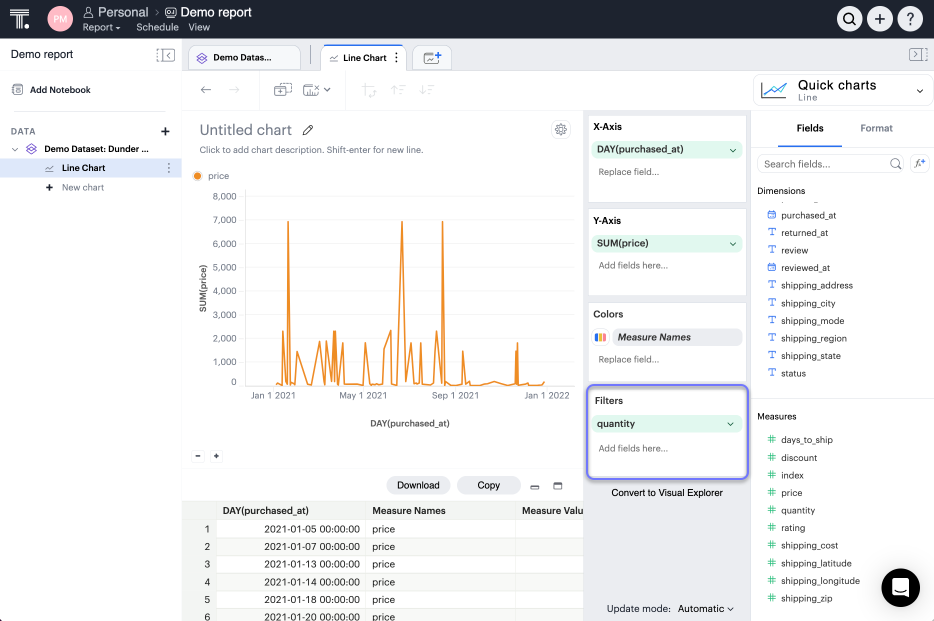 PM
Personal > Demo report
Report Schedule View
?
Demo report
Demo Datas...
Line Chart
Add Notebook
DATA
Demo Dataset: Dunder ...
Line Chart
New chart
Untitled chart
Click to add chart description. Shift-enter for new line.
price
8,000
7,000
6,000
5,000
4,000
3,000
2,000
1,000
0
SUM(price)
Jan 1 2021
May 1 2021
Sep 1 2021
Jan 1 2022
DAY(purchased_at)
Download
Copy
DAY(purchased_at) Measure Names Measure Valu
1 2021-01-05 00:00:00 price
2 2021-01-07 00:00:00 price
3 2021-01-13 00:00:00 price
4 2021-01-14 00:00:00 price
5 2021-01-18 00:00:00 price
6 2021-01-20 00:00:00 price
X-Axis
DAY(purchased_at)
Replace field...
Y-Axis
SUM(price)
Add fields here...
Colors
Measure Names
Replace field...
Filters
quantity
Add fields here...
Convert to Visual Explorer
Update mode: Automatic
Quick charts
Line
Fields
Format
Search fields...
Dimensions
purchased_at
returned_at
review
reviewed_at
shipping_address
shipping_city
shipping_mode
shipping_region
shipping_state
status
Measures
days_to_ship
discount
index
price
quantity
rating
shipping_cost
shipping_latitude
shipping_longitude
shipping_zip